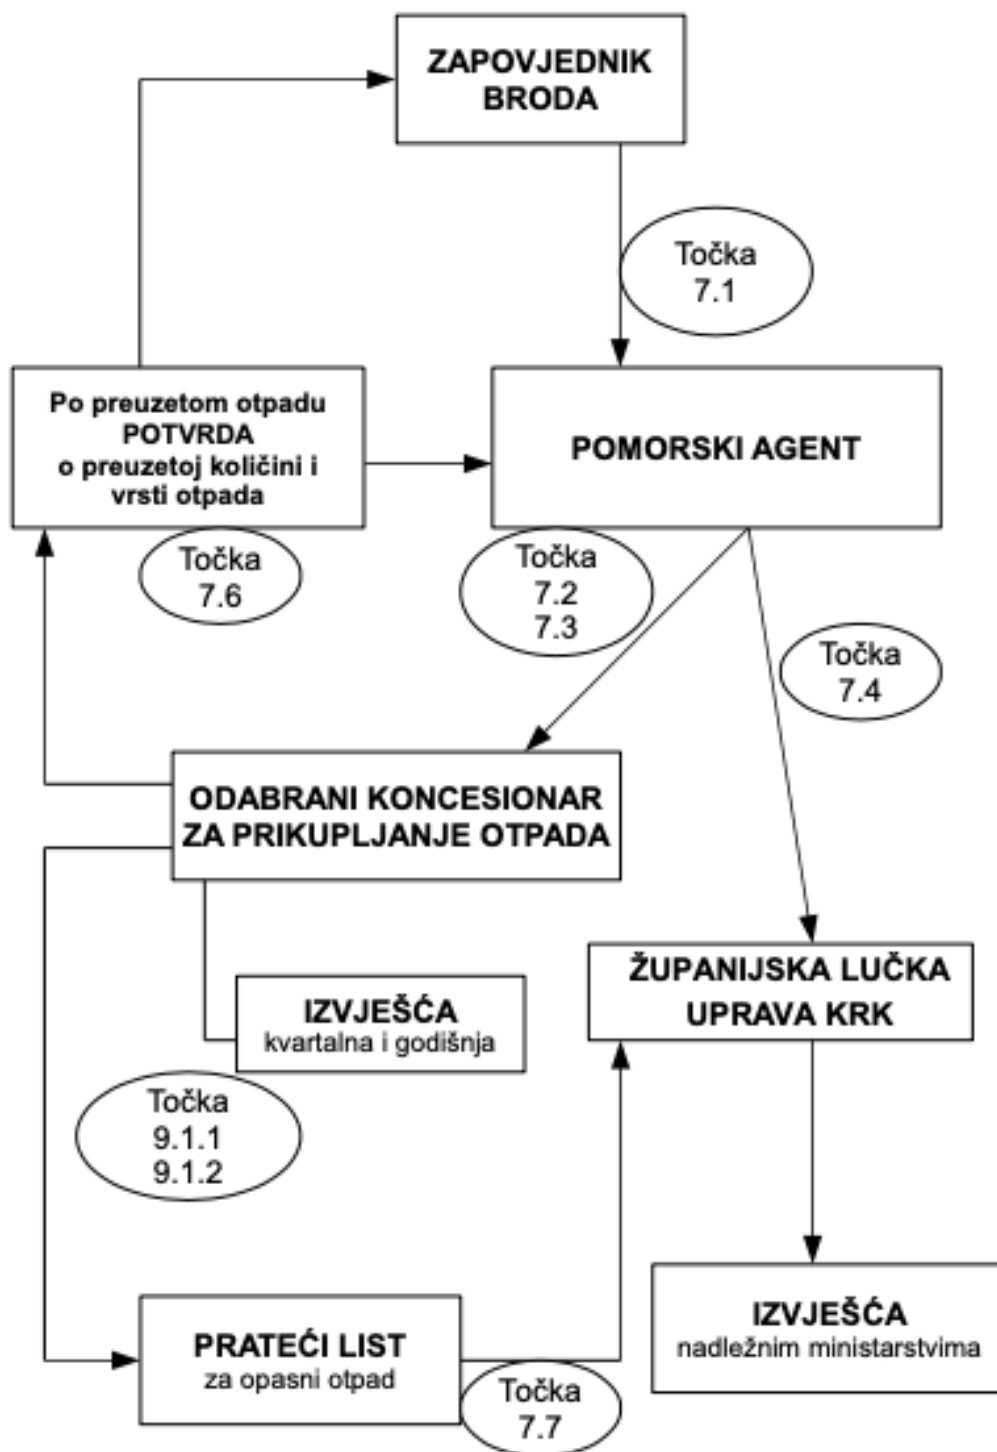 ZAPOVJEDNIK
BRODA
Točka
7.1
Po preuzetom otpadu
POTVRDA
o preuzetoj količini i
vrsti otpada
POMORSKI AGENT
Točka
7.6
Točka
7.2
7.3
Točka
7.4
ODABRANI KONCESIONAR
ZA PRIKUPLJANJE OTPADA
ŽUPANIJSKA LUČKA
UPRAVA KRK
IZVJEŠĆA
kvartalna i godišnja
Točka
9.1.1
9.1.2
PRATEĆI LIST
za opasni otpad
Točka
7.7
IZVJEŠĆA
nadležnim ministarstvima